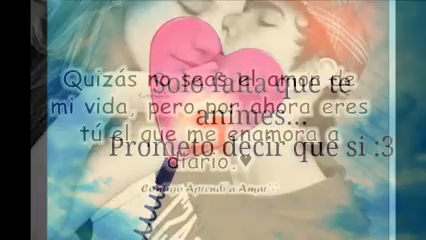 Quizás no seas el amor de
mi vida, pero por ahora eres
tú el que me enamora a
diario.
Solo falta que te
animes...
Prometo decir que si :3
Contigo Aprendí a Amar